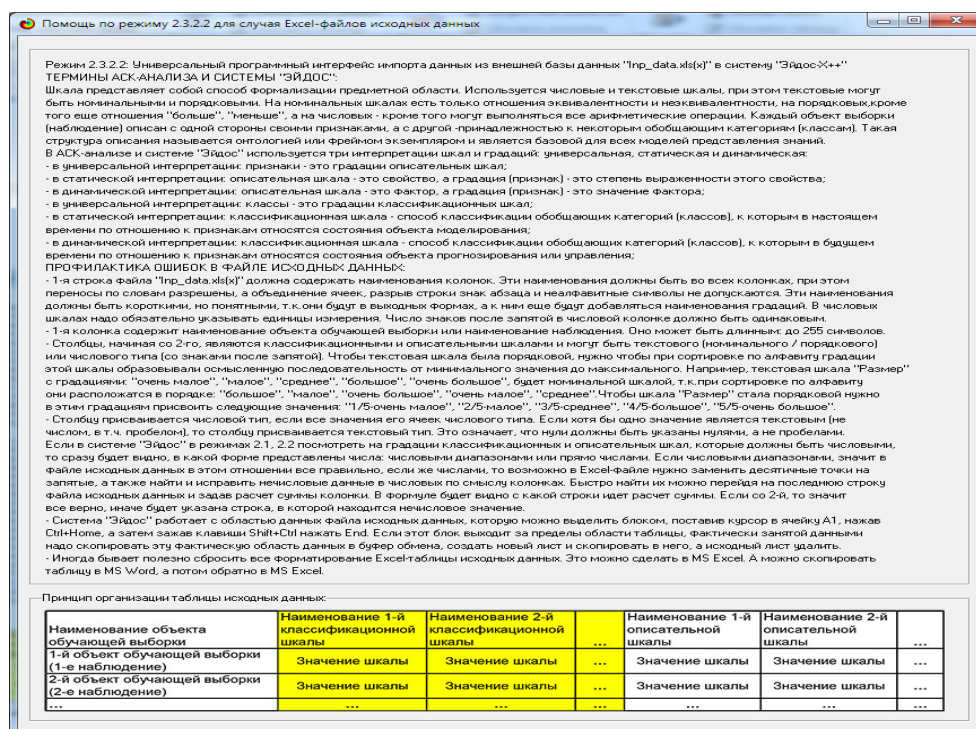 Помощь по режиму 2.3.2.2 для случая Excel-файлов исходных данных
Режим 2.3.2.2: Универсальный программный интерфейс импорта данных из внешней базы данных "Inp_data.xls(x)" в систему "Эйдос-X++"
ТЕРМИНЫ АСК-АНАЛИЗА И СИСТЕМЫ "ЭЙДОС":
Шкала представляет собой способ формализации предметной области. Используется числовые и текстовые шкалы, при этом текстовые могут
быть номинальными и порядковыми. На номинальных шкалах есть только отношения эквивалентности и неэквивалентности, на порядковых,кроме
того еще отношения "больше", "меньше", а на числовых - кроме того могут выполняться все арифметические операции. Каждый объект выборки
(наблюдение) описан с одной стороны своими признаками, а с другой -принадлежностью к некоторым обобщающим категориям (классам). Такая
структура описания называется онтологией или фреймом экземпляром и является базовой для всех моделей представления знаний.
В АСК-анализе и системе "Эйдос" используется три интерпретации шкал и градаций: универсальная, статическая и динамическая:
- в универсальной интерпретации: признаки - это градации описательных шкал;
- в статической интерпретации: описательная шкала - это свойство, а градация (признак) - это степень выраженности этого свойства;
- в динамической интерпретации: описательная шкала - это фактор, а градация (признак) - это значение фактора;
- в универсальной интерпретации: классы - это градации классификационных шкал;
- в статической интерпретации: классификационная шкала - способ классификации обобщающих категорий (классов), к которым в настоящем
времени по отношению к признакам относятся состояния объекта моделирования;
- в динамической интерпретации: классификационная шкала - способ классификации обобщающих категорий (классов), к которым в будущем
времени по отношению к признакам относятся состояния объекта прогнозирования или управления;
ПРОФИЛАКТИКА ОШИБОК В ФАЙЛЕ ИСХОДНЫХ ДАННЫХ:
- 1-я строка файла "Inp_data.xls(x)" должна содержать наименования колонок. Эти наименования должны быть во всех колонках, при этом
переносы по словам разрешены, а объединение ячеек, разрыв строки знак абзаца и неалфавитные символы не допускаются. Эти наименования
должны быть короткими, но понятными, т.к.они будут в выходных формах, а к ним еще будут добавляться наименования градаций. В числовых
шкалах надо обязательно указывать единицы измерения. Число знаков после запятой в числовой колонке должно быть одинаковым.
- 1-я колонка содержит наименование объекта обучающей выборки или наименование наблюдения. Оно может быть длинным: до 255 символов.
- Столбцы, начиная со 2-го, являются классификационными и описательными шкалами и могут быть текстового (номинального / порядкового)
или числового типа (со знаками после запятой). Чтобы текстовая шкала была порядковой, нужно чтобы при сортировке по алфавиту градации
этой шкалы образовывали осмысленную последовательность от минимального значения до максимального. Например, текстовая шкала "Размер"
с градациями: "очень малое", "малое", "среднее", "большое", "очень большое", будет номинальной шкалой, т.к.при сортировке по алфавиту
они расположатся в порядке: "большое", "малое", "очень большое", "очень малое", "среднее".Чтобы шкала "Размер" стала порядковой нужно
в этим градациям присвоить следующие значения: "1/5-очень малое", "2/5-малое", "3/5-среднее", "4/5-большое", "5/5-очень большое".
- Столбцу присваивается числовой тип, если все значения его ячеек числового типа. Если хотя бы одно значение является текстовым (не
числом, в т.ч. пробелом), то столбцу присваивается текстовый тип. Это означает, что нули должны быть указаны нулями, а не пробелами.
Если в системе "Эйдос" в режимах 2.1, 2.2 посмотреть на градации классификационных и описательных шкал, которые должны быть числовыми,
то сразу будет видно, в какой форме представлены числа: числовыми диапазонами или прямо числами. Если числовыми диапазонами, значит в
файле исходных данных в этом отношении все правильно, если же числами, то возможно в Excel-файле нужно заменить десятичные точки на
запятые, а также найти и исправить нечисловые данные в числовых по смыслу колонках. Быстро найти их можно перейдя на последнюю строку
файла исходных данных и задав расчет суммы колонки. В формуле будет видно с какой строки идет расчет суммы. Если со 2-й, то значит
все верно, иначе будет указана строка, в которой находится нечисловое значение.
- Система "Эйдос" работает с областью данных файла исходных данных, которую можно выделить блоком, поставив курсор в ячейку A1, нажав
Ctrl+Home, а затем зажав клавиши Shift+Ctrl нажать End. Если этот блок выходит за пределы области таблицы, фактически занятой данными
надо скопировать эту фактическую область данных в буфер обмена, создать новый лист и скопировать в него, а исходный лист удалить.
- Иногда бывает полезно сбросить все форматирование Excel-таблицы исходных данных. Это можно сделать в MS Excel. А можно скопировать
таблицу в MS Word, а потом обратно в MS Excel.
Принцип организации таблицы исходных данных:
Наименование объекта
обучающей выборки
Наименование 1-й
классификационной
шкалы
Наименование 2-й
классификационной
шкалы
...
Наименование 1-й
описательной
шкалы
Наименование 2-й
описательной
шкалы
...
1-й объект обучающей выборки
(1-е наблюдение)
Значение шкалы
Значение шкалы
...
Значение шкалы
Значение шкалы
...
2-й объект обучающей выборки
(2-е наблюдение)
Значение шкалы
Значение шкалы
...
Значение шкалы
Значение шкалы
...
...
...
...
...
...
...
...